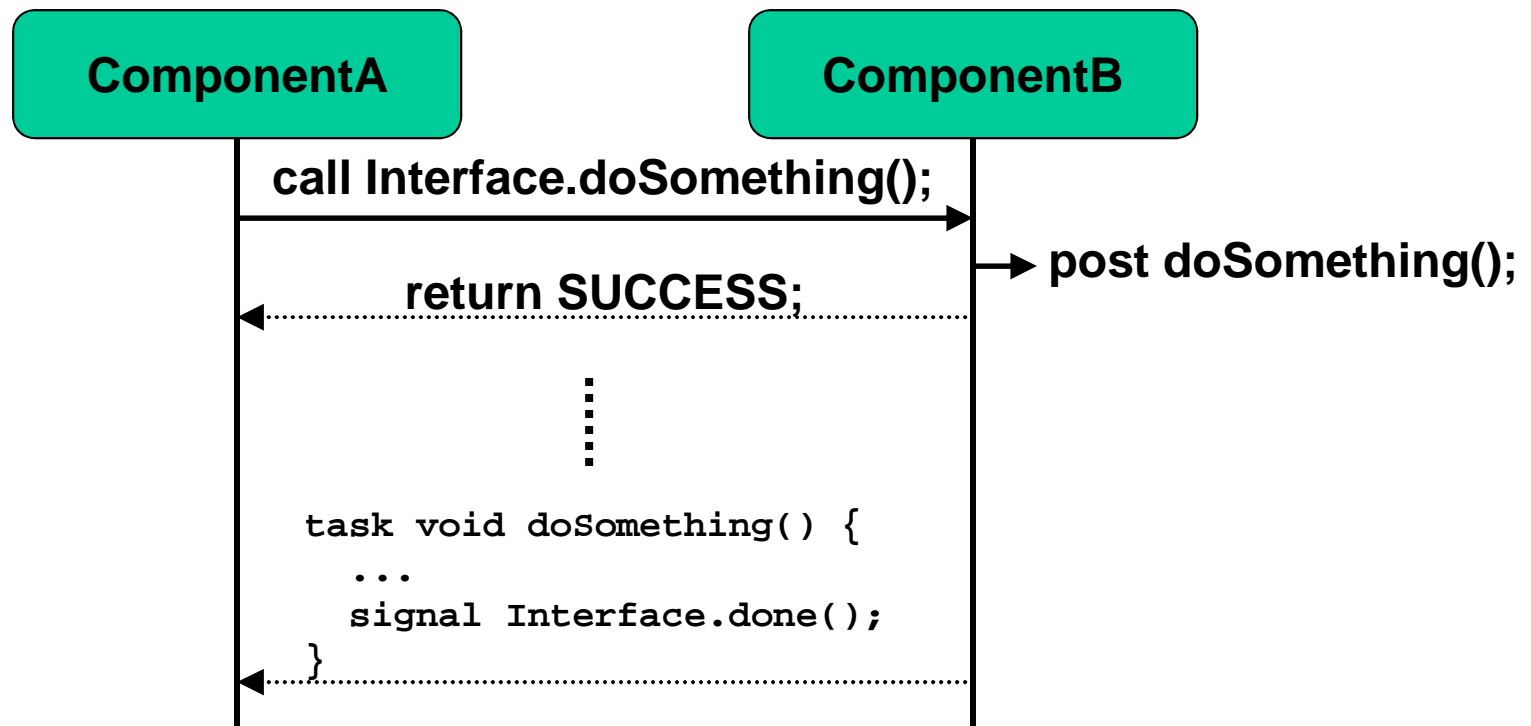 ComponentA
ComponentB
call Interface.doSomething();
post doSomething();
return SUCCESS;
task void doSomething() {
...
signal Interface.done();
}